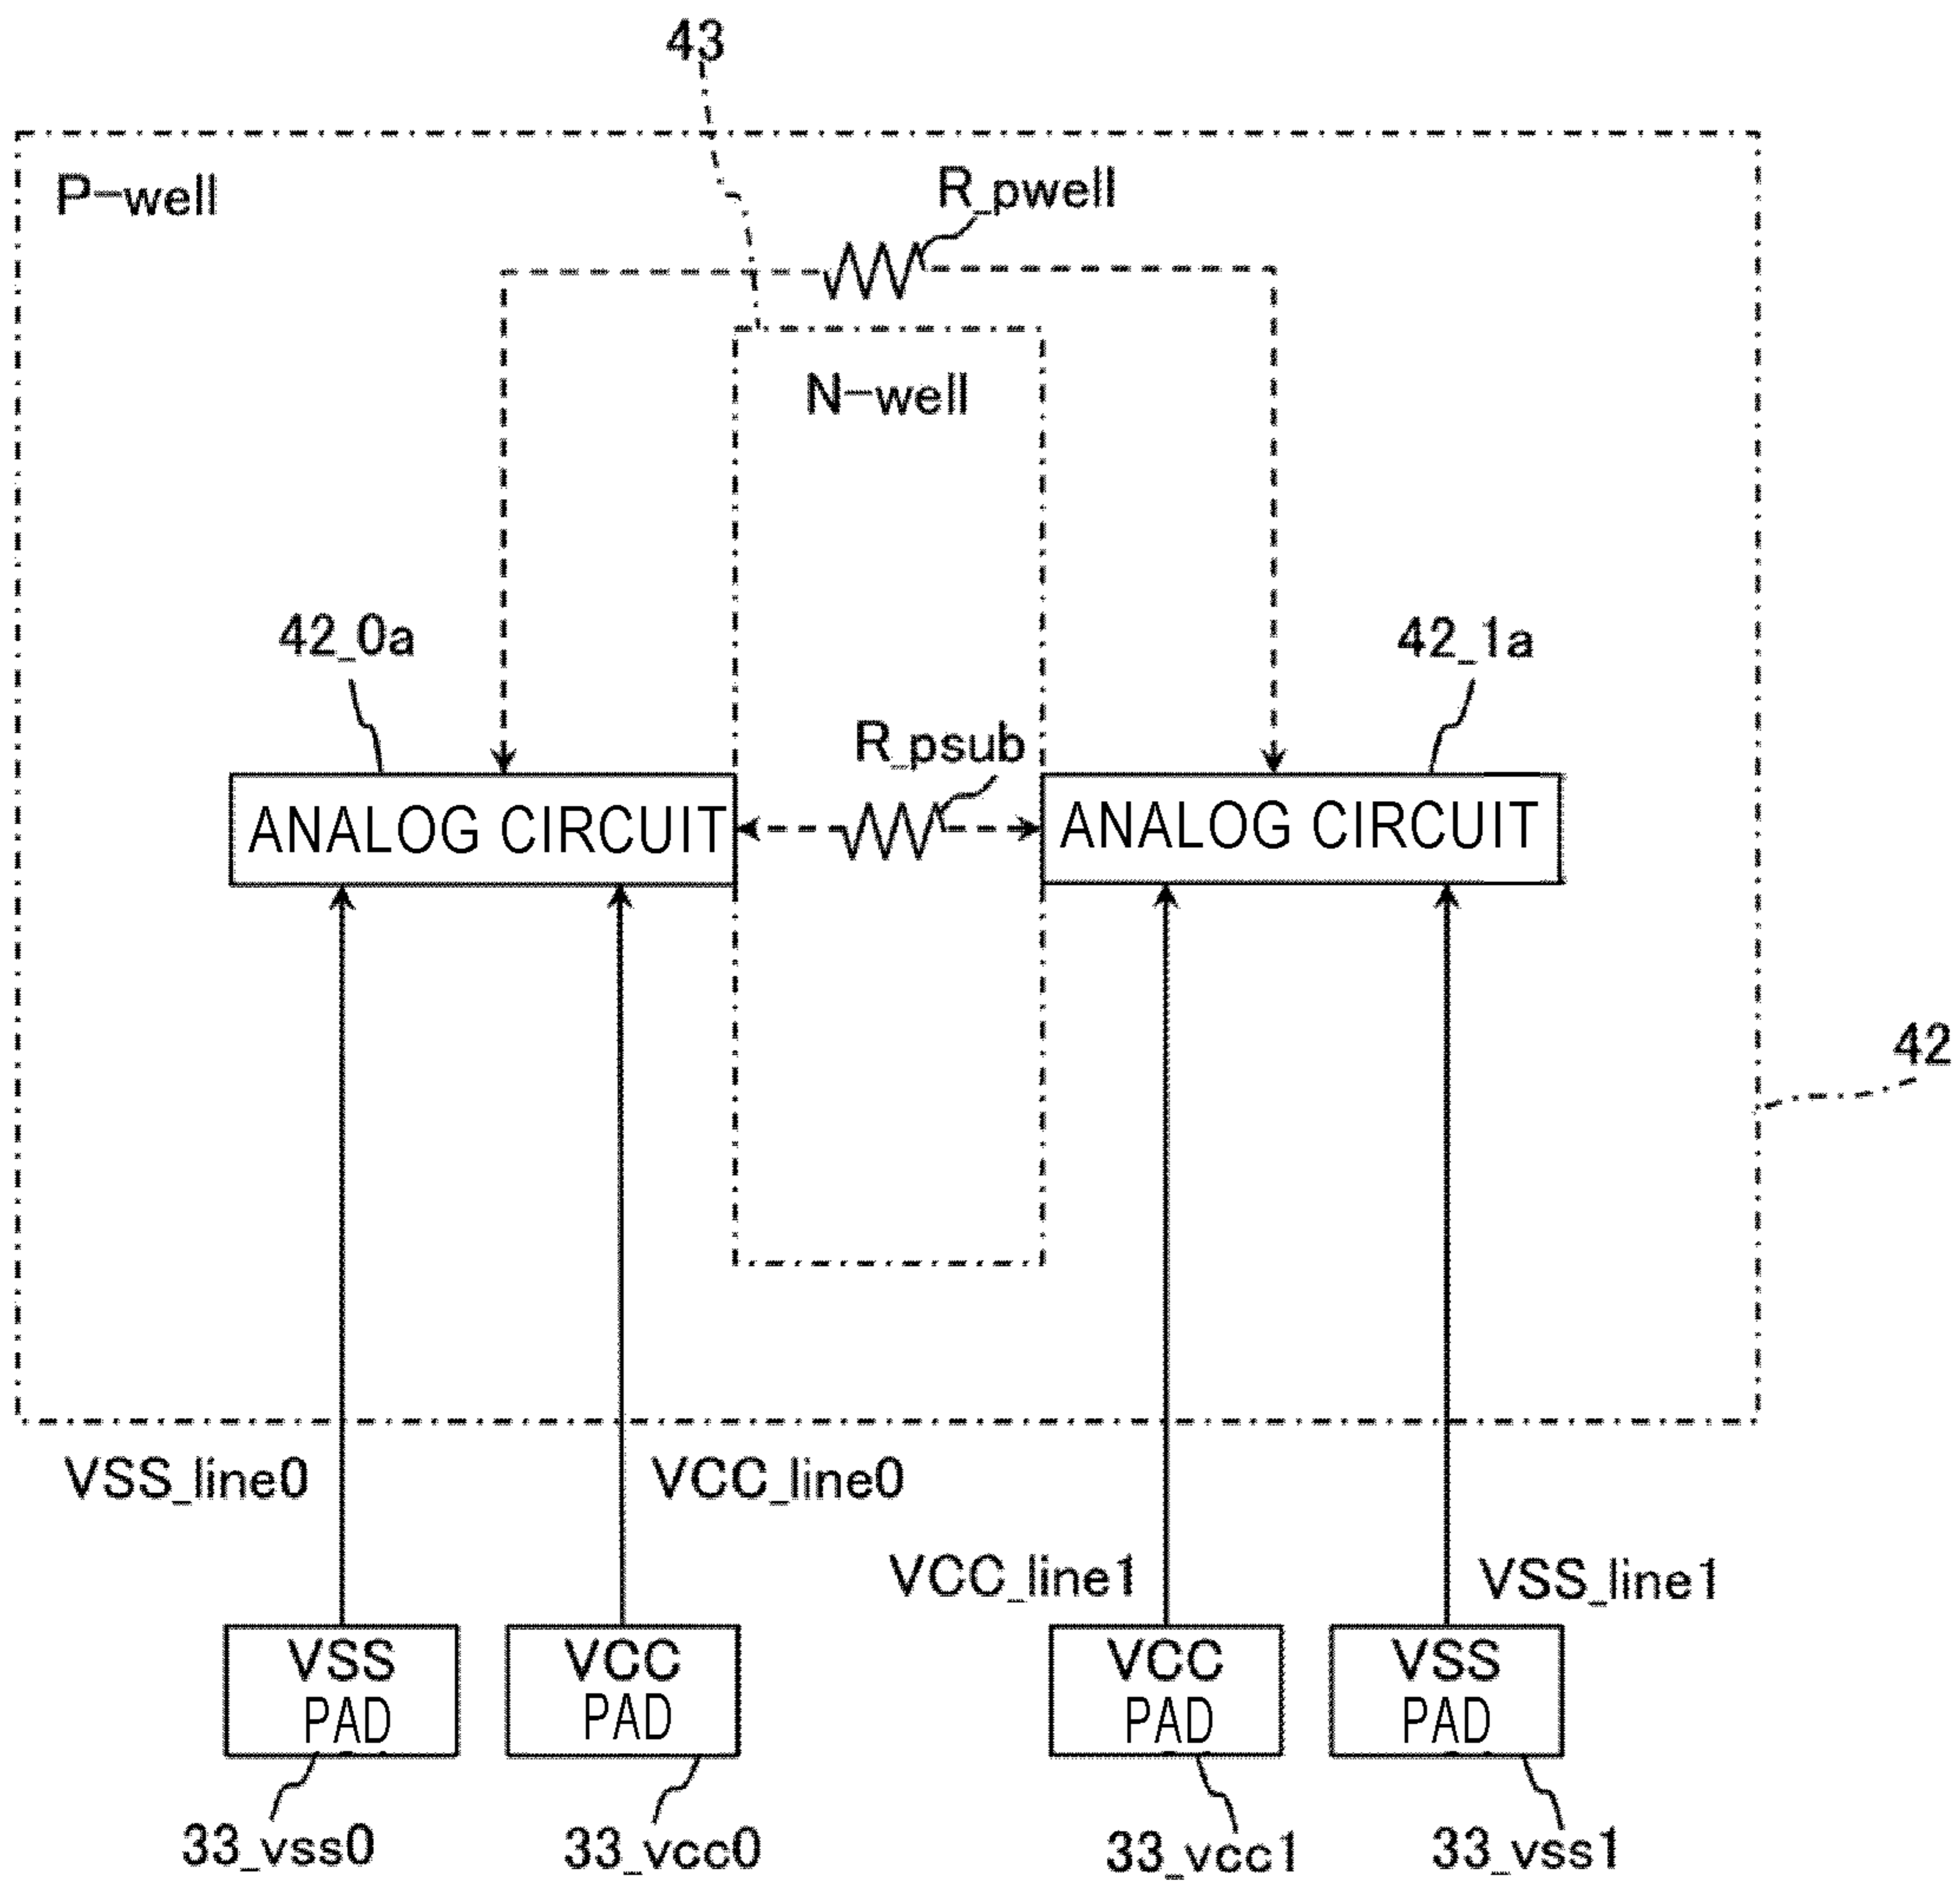 43
P-well
R_pwell
N-well
42_0a
42_1a
R_psub
ANALOG CIRCUIT
ANALOG CIRCUIT
42
VSS_line0
VCC_line0
VCC_line1
VSS_line1
VSS
PAD
VCC
PAD
VCC
PAD
VSS
PAD
33_vss0
33_vcc0
33_vcc1
33_vss1